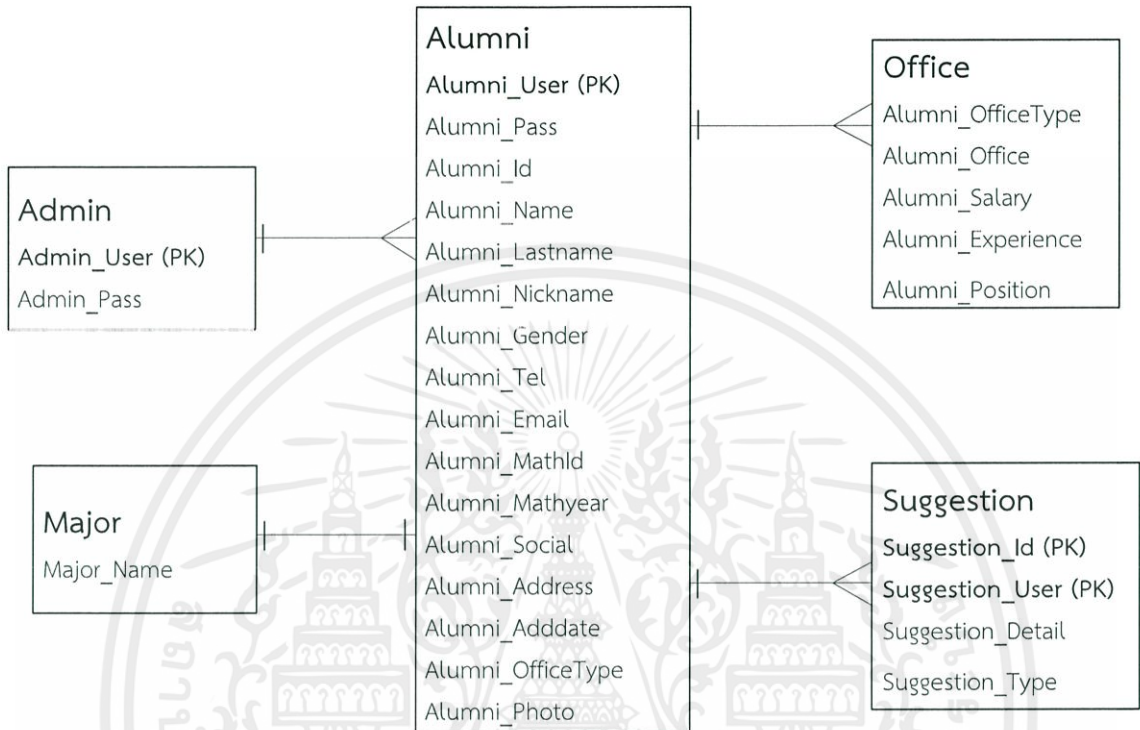 Alumni
Alumni_User (PK)
Alumni_Pass
Alumni_Id
Alumni_Name
Alumni_Lastname
Alumni_Nickname
Alumni_Gender
Alumni_Tel
Alumni_Email
Alumni_MathId
Alumni_Mathyear
Alumni_Social
Alumni_Address
Alumni_Adddate
Alumni_OfficeType
Alumni_Photo
Admin
Admin_User (PK)
Admin_Pass
Major
Major_Name
Office
Alumni_OfficeType
Alumni_Office
Alumni_Salary
Alumni_Experience
Alumni_Position
Suggestion
Suggestion_Id (PK)
Suggestion_User (PK)
Suggestion_Detail
Suggestion_Type